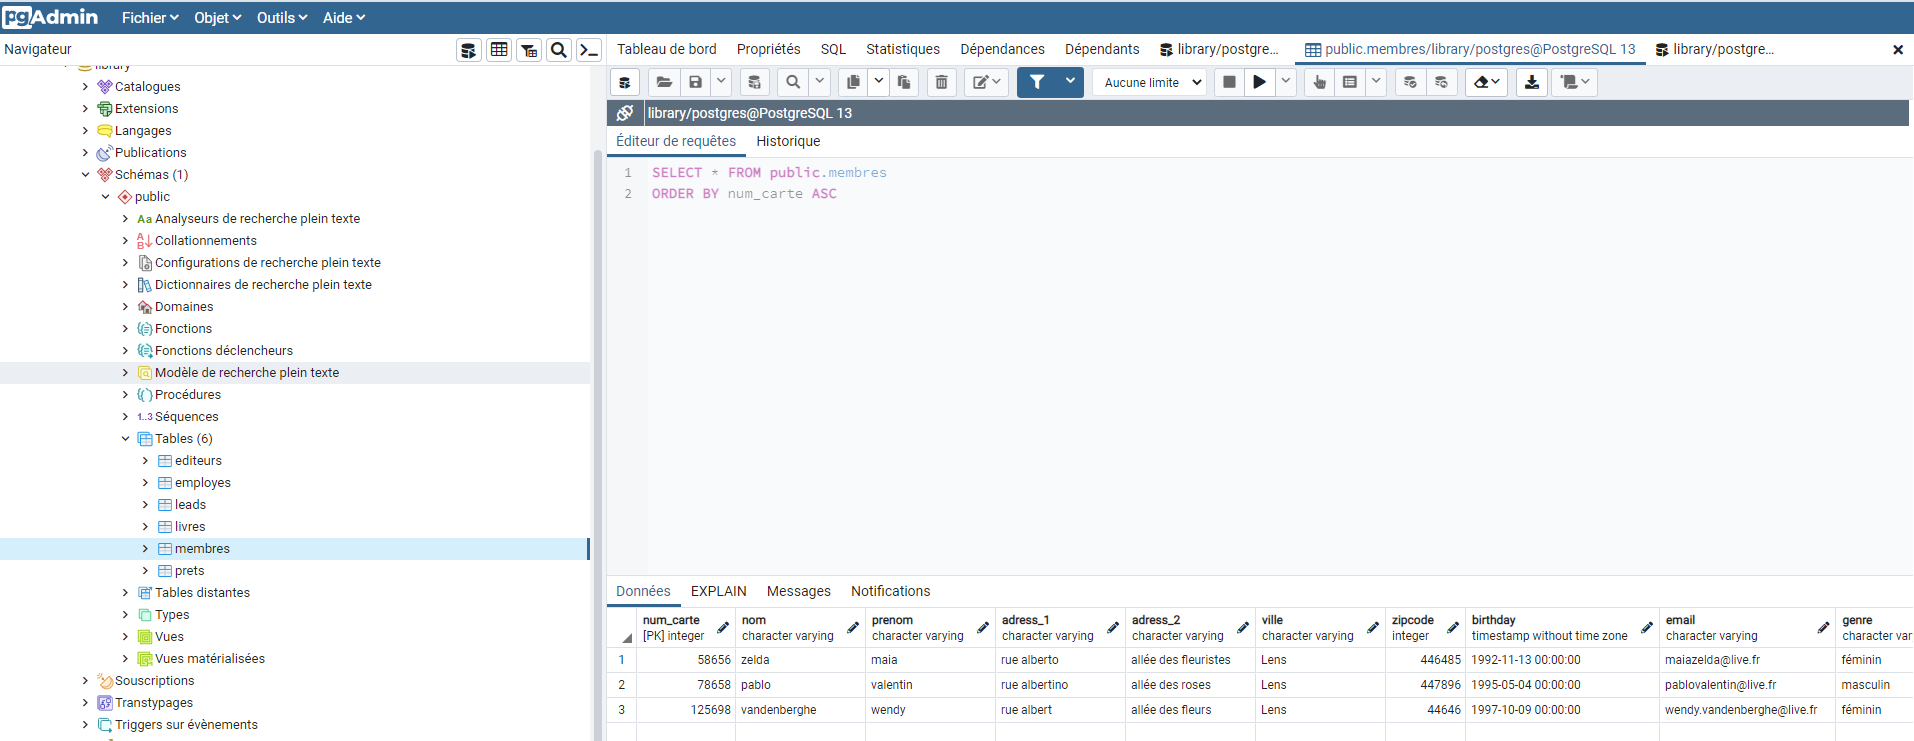 pgAdmin Fichier Objet Outils Aide
Navigateur
library
Catalogues
Extensions
Langages
Publications
Schémas (1)
public
Aa Analyseurs de recherche plein texte
Collationnements
Configurations de recherche plein texte
Dictionnaires de recherche plein texte
Domaines
Fonctions
Fonctions déclencheurs
Modèle de recherche plein texte
Procédures
1..3 Séquences
Tables (6)
editeurs
employes
leads
livres
membres
prets
Tables distantes
Types
Vues
Vues matérialisées
Souscriptions
Transtypages
Triggers sur évènements
Tableau de bord Propriétés SQL Statistiques Dépendances Dépendants library/postgre... public.membres/library/postgres@PostgreSQL 13 library/postgre...
Aucune limite
library/postgres@PostgreSQL 13
Éditeur de requêtes Historique
1 SELECT * FROM public.membres
2 ORDER BY num_carte ASC
Données EXPLAIN Messages Notifications
num_carte nom prenom adress_1 adress_2 ville zipcode birthday email genre
[PK] integer character varying character varying character varying character varying character varying integer timestamp without time zone character varying character var
1 58656 zelda maia rue alberto allée des fleuristes Lens 446485 1992-11-13 00:00:00 maiazelda@live.fr féminin
2 78658 pablo valentin rue albertino allée des roses Lens 447896 1995-05-04 00:00:00 pablovalentin@live.fr masculin
3 125698 vandenberghe wendy rue albert allée des fleurs Lens 44646 1997-10-09 00:00:00 wendy.vandenberghe@live.fr féminin